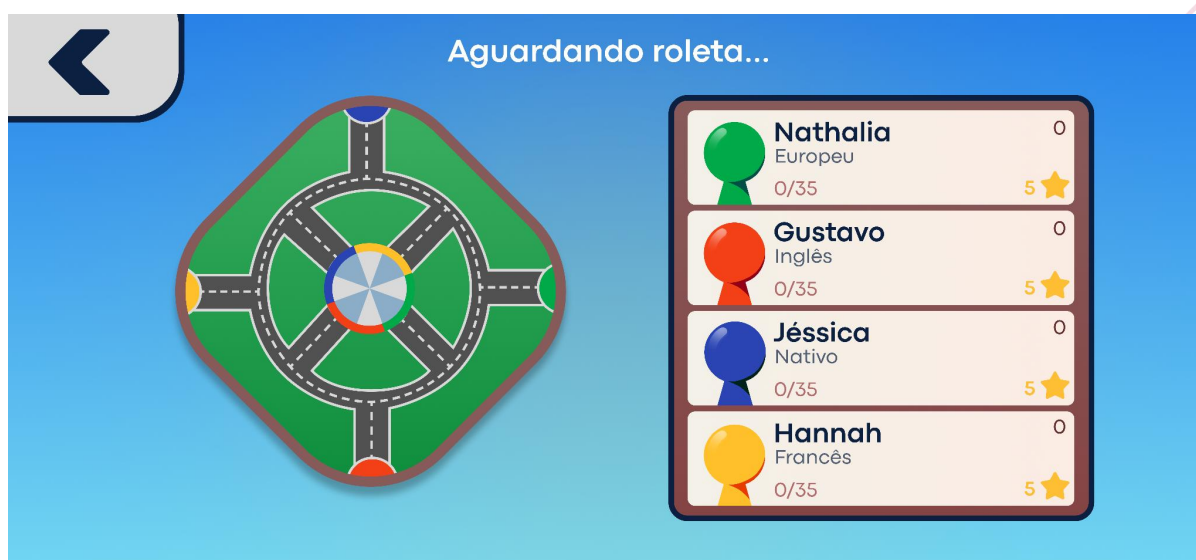 Aguardando roleta...
Nathalia 0
Europeu
0/35 5
Gustavo 0
Inglês
0/35 5
Jéssica 0
Nativo
0/35 5
Hannah 0
Francês
0/35 5